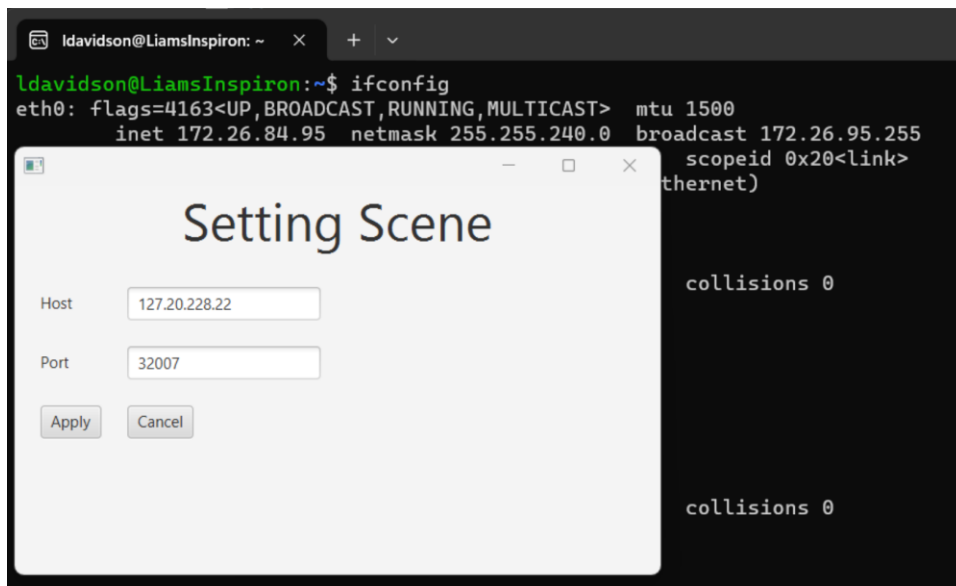 ldavidson@LiamsInspiron: ~
ldavidson@LiamsInspiron:~$ ifconfig
eth0: flags=4163<UP,BROADCAST,RUNNING,MULTICAST>  mtu 1500
inet 172.26.84.95  netmask 255.255.240.0  broadcast 172.26.95.255
scopeid 0x20<link>
thernet)
collisions 0
collisions 0
Setting Scene
Host 127.20.228.22
Port 32007
Apply Cancel